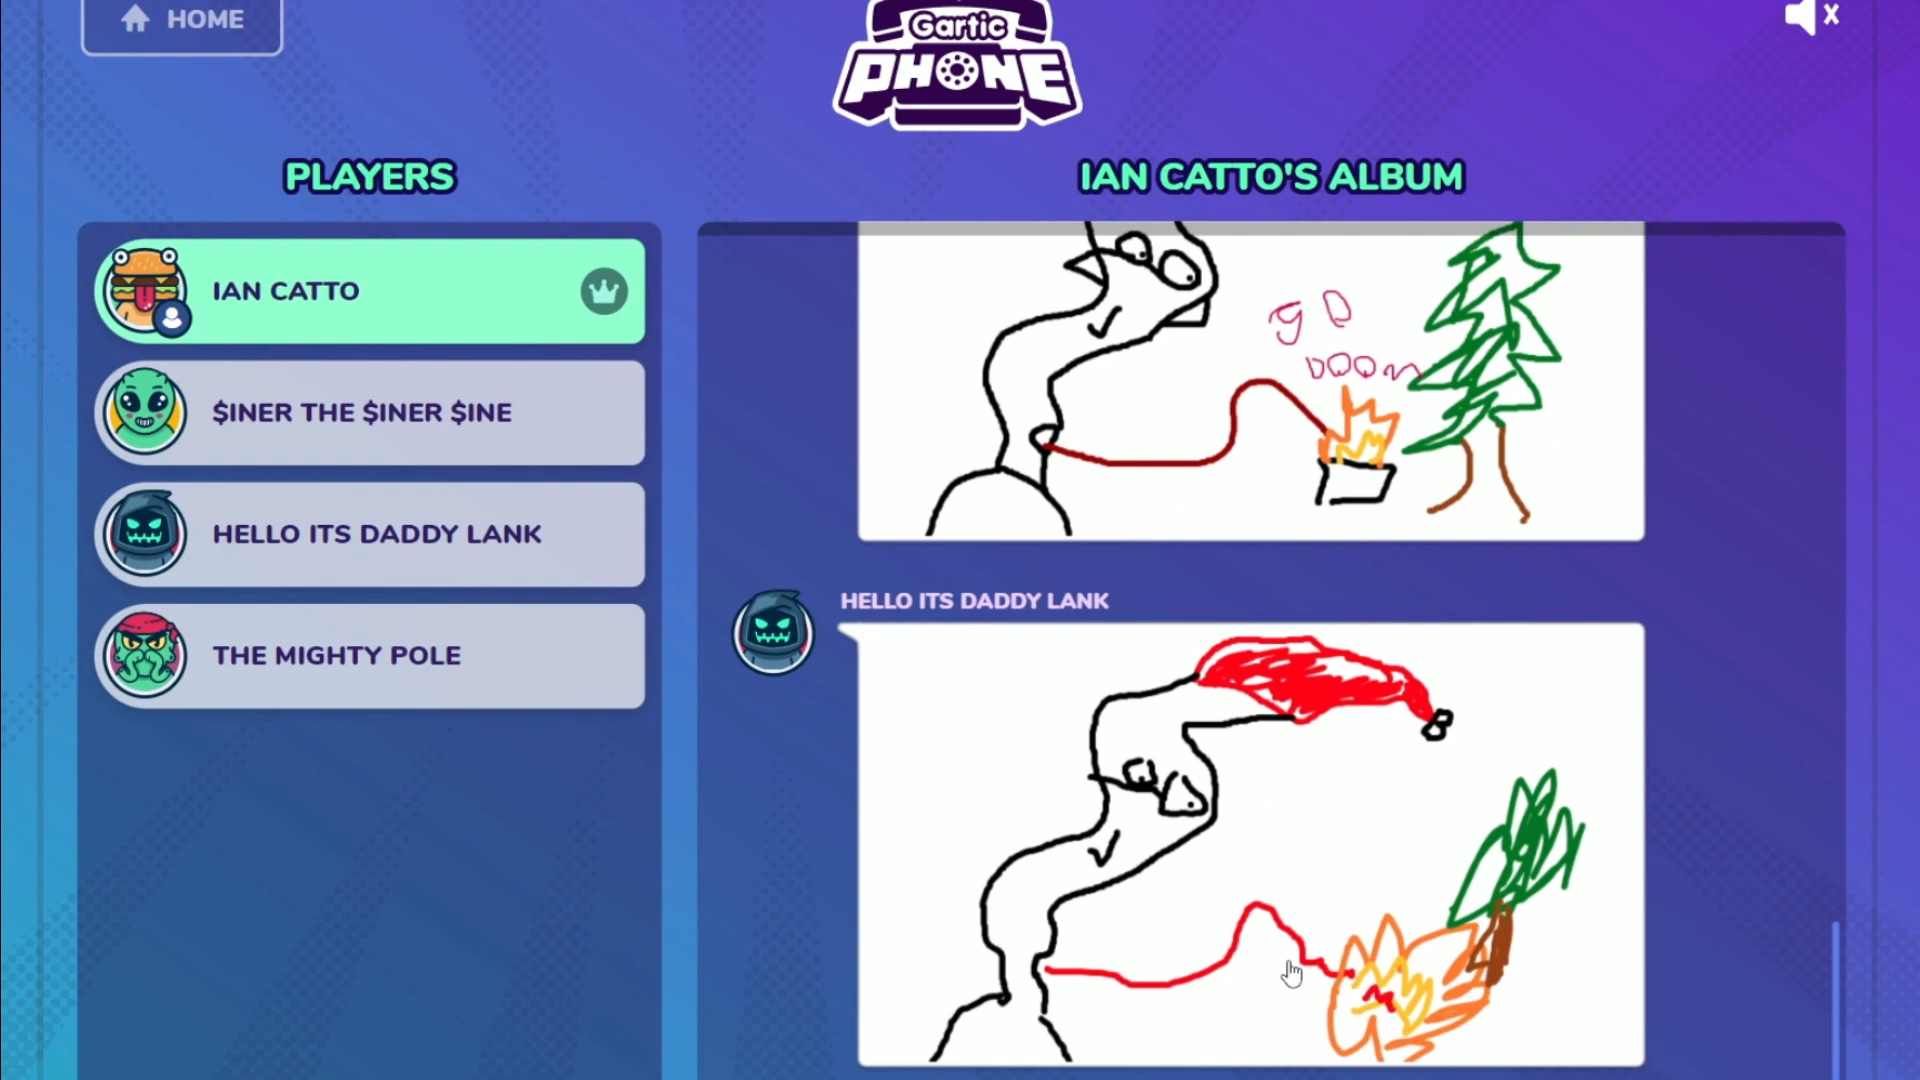 HOME
Gartic
PHONE
x
PLAYERS
IAN CATTO'S ALBUM
IAN CATTO
$INER THE $INER $INE
HELLO ITS DADDY LANK
THE MIGHTY POLE
go
boom
HELLO ITS DADDY LANK